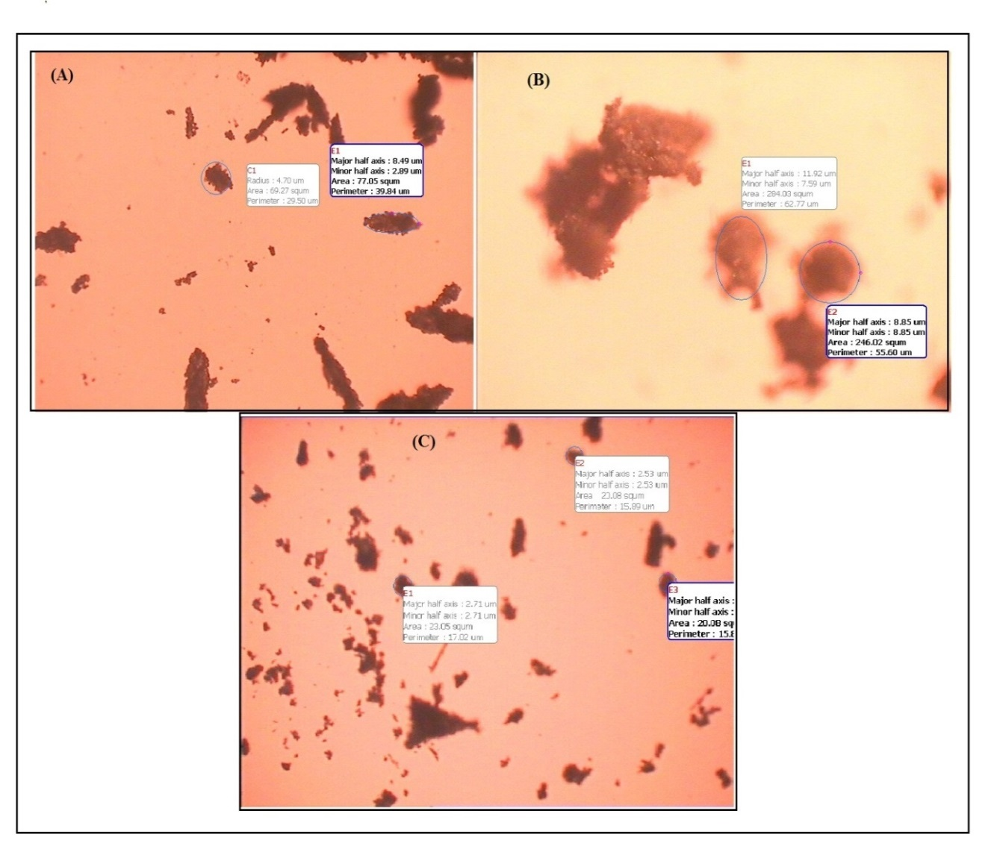 (A)
C1
Radius : 4.70 um
Area : 69.27 squm
Perimeter : 29.50 um
E1
Major half axis : 8.49 um
Minor half axis : 2.89 um
Area : 77.05 squm
Perimeter : 39.84 um
(B)
E1
Major half axis : 11.92 um
Minor half axis : 7.59 um
Area : 284.03 squm
Perimeter : 62.77 um
E2
Major half axis : 8.85 um
Minor half axis : 8.85 um
Area : 246.02 squm
Perimeter : 55.60 um
(C)
E2
Major half axis : 2.53 um
Minor half axis : 2.53 um
Area 20.08 squm
Perimeter : 15.89 um
E1
Major half axis : 2.71 um
Minor half axis : 2.71 um
Area : 23.05 squm
Perimeter : 17.02 um
E3
Major half axis :
Minor half axis :
Area : 20.08 sq
Perimeter : 15.8